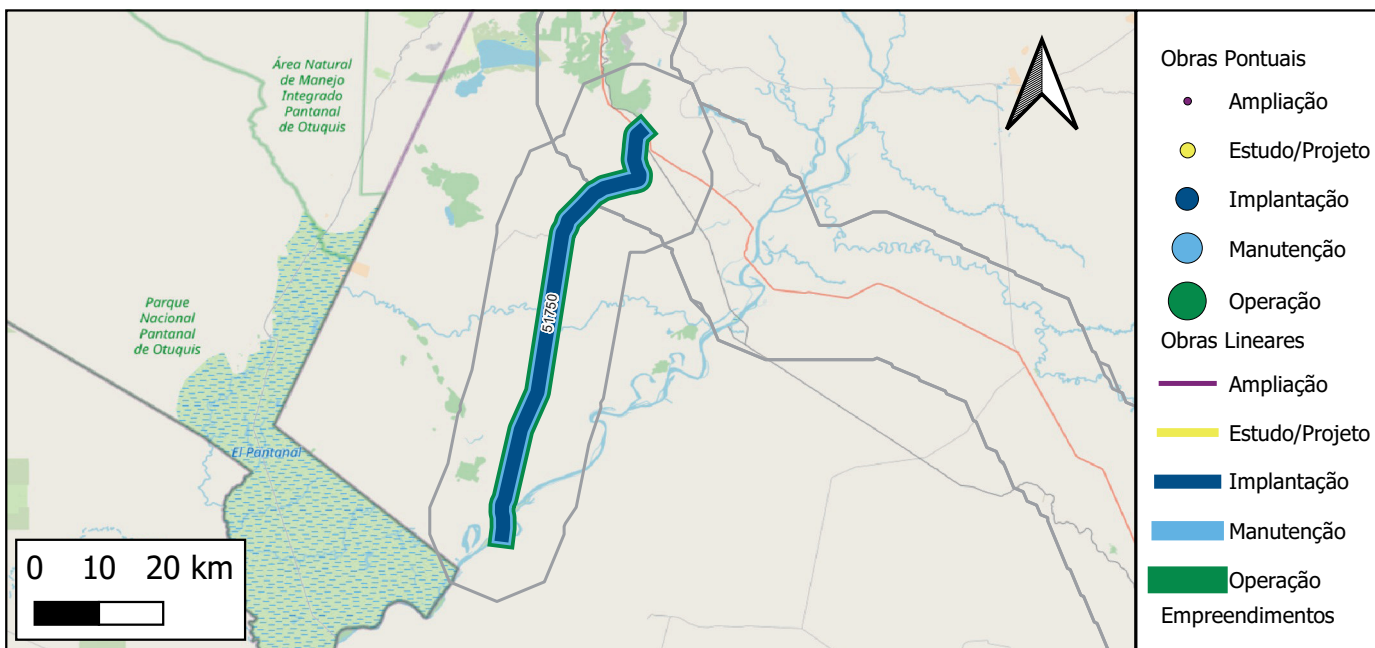 Área Natural
de Manejo
Integrado
Pantanal
de Otuquis
Parque
Nacional
Pantanal
de Otuquis
El Pantanal
51750
0 10 20 km
Obras Pontuais
Ampliação
Estudo/Projeto
Implantação
Manutenção
Operação
Obras Lineares
Ampliação
Estudo/Projeto
Implantação
Manutenção
Operação
Empreendimentos